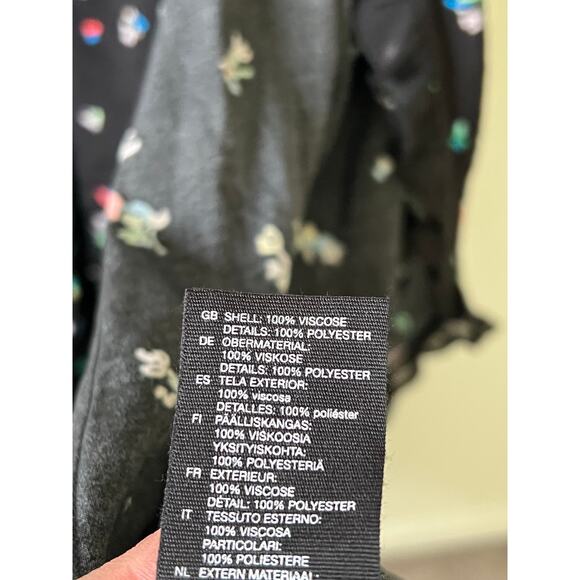 GB SHELL: 100% VISCOSE
DETAILS: 100% POLYESTER
DE OBERMATERIAL:
100% VISKOSE
DETAILS: 100% POLYESTER
ES TELA EXTERIOR:
100% viscosa
DETALLES: 100% poliéster
FI PÄÄLLISKANGAS:
100% VISKOOSIA
YKSITYISKOHTA:
100% POLYESTERIÄ
FR EXTERIEUR:
100% VISCOSE
DÉTAIL: 100% POLYESTER
IT TESSUTO ESTERNO:
100% VISCOSA
PARTICOLARI:
100% POLIESTERE
NL EXTERN MATERIAAL: